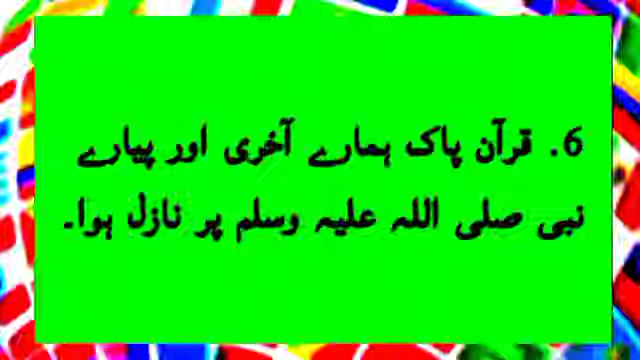 6. قرآن پاک ہمارے آخری اور پیارے
نبی صلی اللہ علیہ وسلم پر نازل ہوا۔